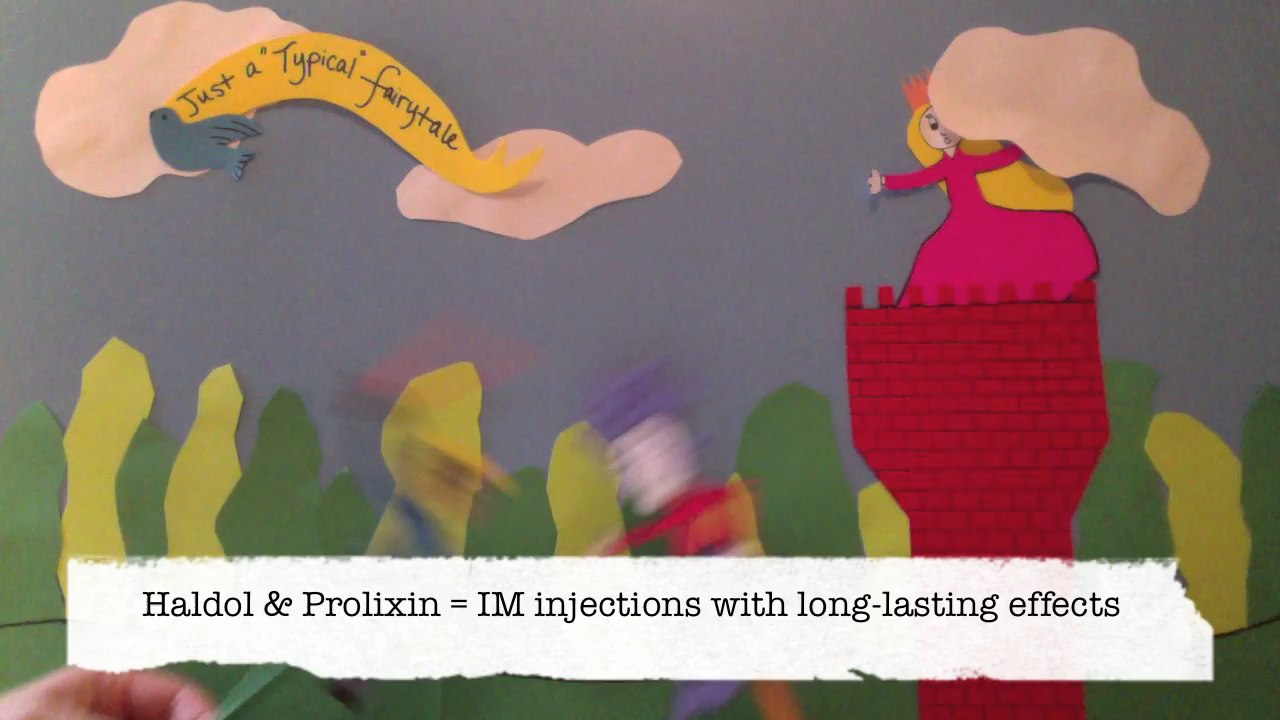 Just a "Typical" fairytale
Haldol & Prolixin = IM injections with long-lasting effects